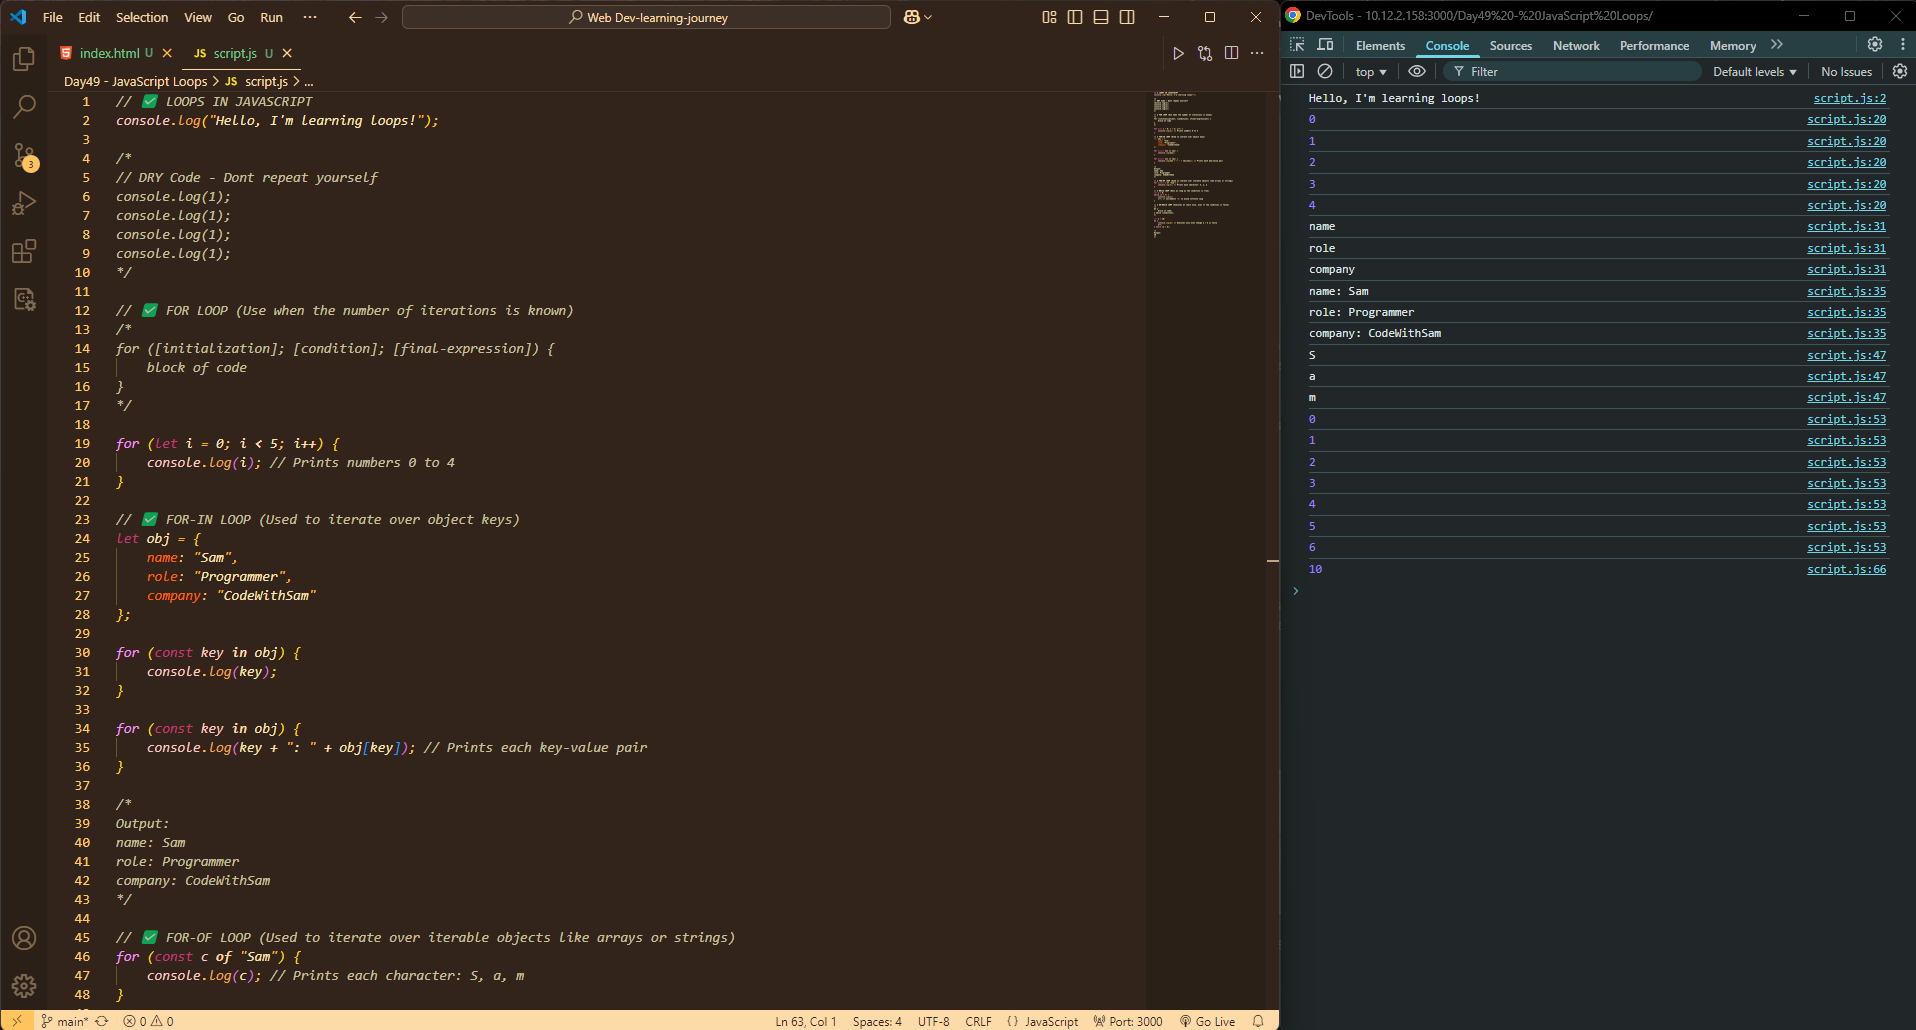 File Edit Selection View Go Run ··· Web Dev-learning-journey
index.html U JS script.js U
Day49 - JavaScript Loops > JS script.js > ...
1 // ✅ LOOPS IN JAVASCRIPT
2 console.log("Hello, I'm learning loops!");
3
4 /*
5 // DRY Code - Dont repeat yourself
6 console.log(1);
7 console.log(1);
8 console.log(1);
9 console.log(1);
10 */
11
12 // ✅ FOR LOOP (Use when the number of iterations is known)
13 /*
14 for ([initialization]; [condition]; [final-expression]) {
15 block of code
16 }
17 */
18
19 for (let i = 0; i < 5; i++) {
20 console.log(i); // Prints numbers 0 to 4
21 }
22
23 // ✅ FOR-IN LOOP (Used to iterate over object keys)
24 let obj = {
25 name: "Sam",
26 role: "Programmer",
27 company: "CodeWithSam"
28 };
29
30 for (const key in obj) {
31 console.log(key);
32 }
33
34 for (const key in obj) {
35 console.log(key + ": " + obj[key]); // Prints each key-value pair
36 }
37
38 /*
39 Output:
40 name: Sam
41 role: Programmer
42 company: CodeWithSam
43 */
44
45 // ✅ FOR-OF LOOP (Used to iterate over iterable objects like arrays or strings)
46 for (const c of "Sam") {
47 console.log(c); // Prints each character: S, a, m
48 }
3
main* 0 0 Ln 63, Col 1 Spaces: 4 UTF-8 CRLF {} JavaScript Port: 3000 Go Live
DevTools - 10.12.2.158:3000/Day49%20-%20JavaScript%20Loops/
Elements Console Sources Network Performance Memory >>
top Filter Default levels No Issues
Hello, I'm learning loops! script.js:2
0 script.js:20
1 script.js:20
2 script.js:20
3 script.js:20
4 script.js:20
name script.js:31
role script.js:31
company script.js:31
name: Sam script.js:35
role: Programmer script.js:35
company: CodeWithSam script.js:35
S script.js:47
a script.js:47
m script.js:47
0 script.js:53
1 script.js:53
2 script.js:53
3 script.js:53
4 script.js:53
5 script.js:53
6 script.js:53
10 script.js:66